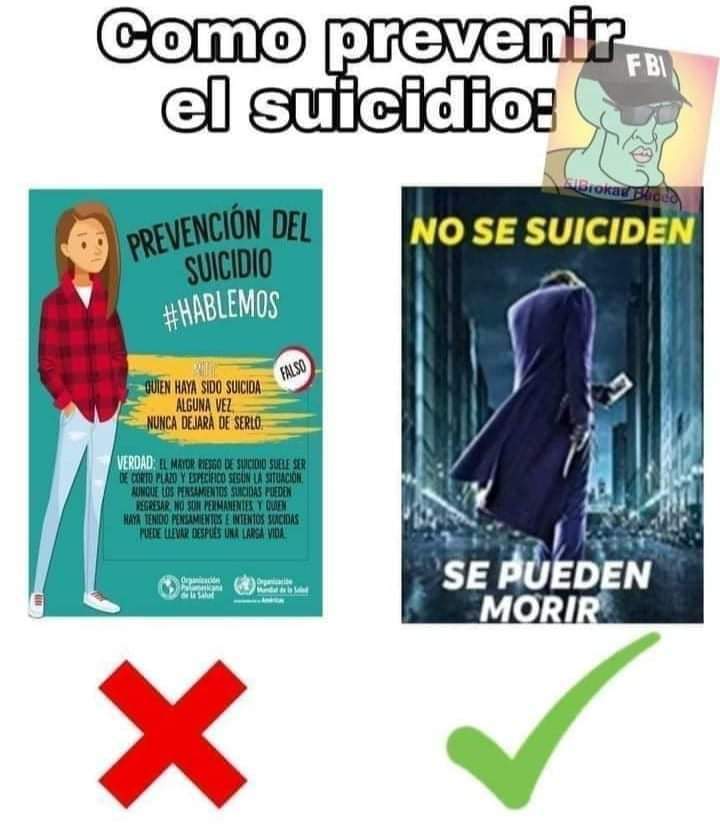 Como prevenir
el suicidio:
FBI
ElBrokad
PREVENCIÓN DEL
SUICIDIO
#HABLEMOS
FALSO
QUIEN HAYA SIDO SUICIDA
ALGUNA VEZ,
NUNCA DEJARÁ DE SERLO.
VERDAD: EL MAYOR RIESGO DE SUICIDIO SUELE SER
DE CORTO PLAZO Y ESPECÍFICO SEGÚN LA SITUACIÓN.
AUNQUE LOS PENSAMIENTOS SUICIDAS PUEDEN
REGRESAR, NO SON PERMANENTES Y QUIEN
HAYA TENIDO PENSAMIENTOS E INTENTOS SUICIDAS
PUEDE LLEVAR DESPUÉS UNA LARGA VIDA.
Organización
Panamericana
de la Salud
Organización
Mundial de la Salud
Américas
NO SE SUICIDEN
SE PUEDEN
MORIR